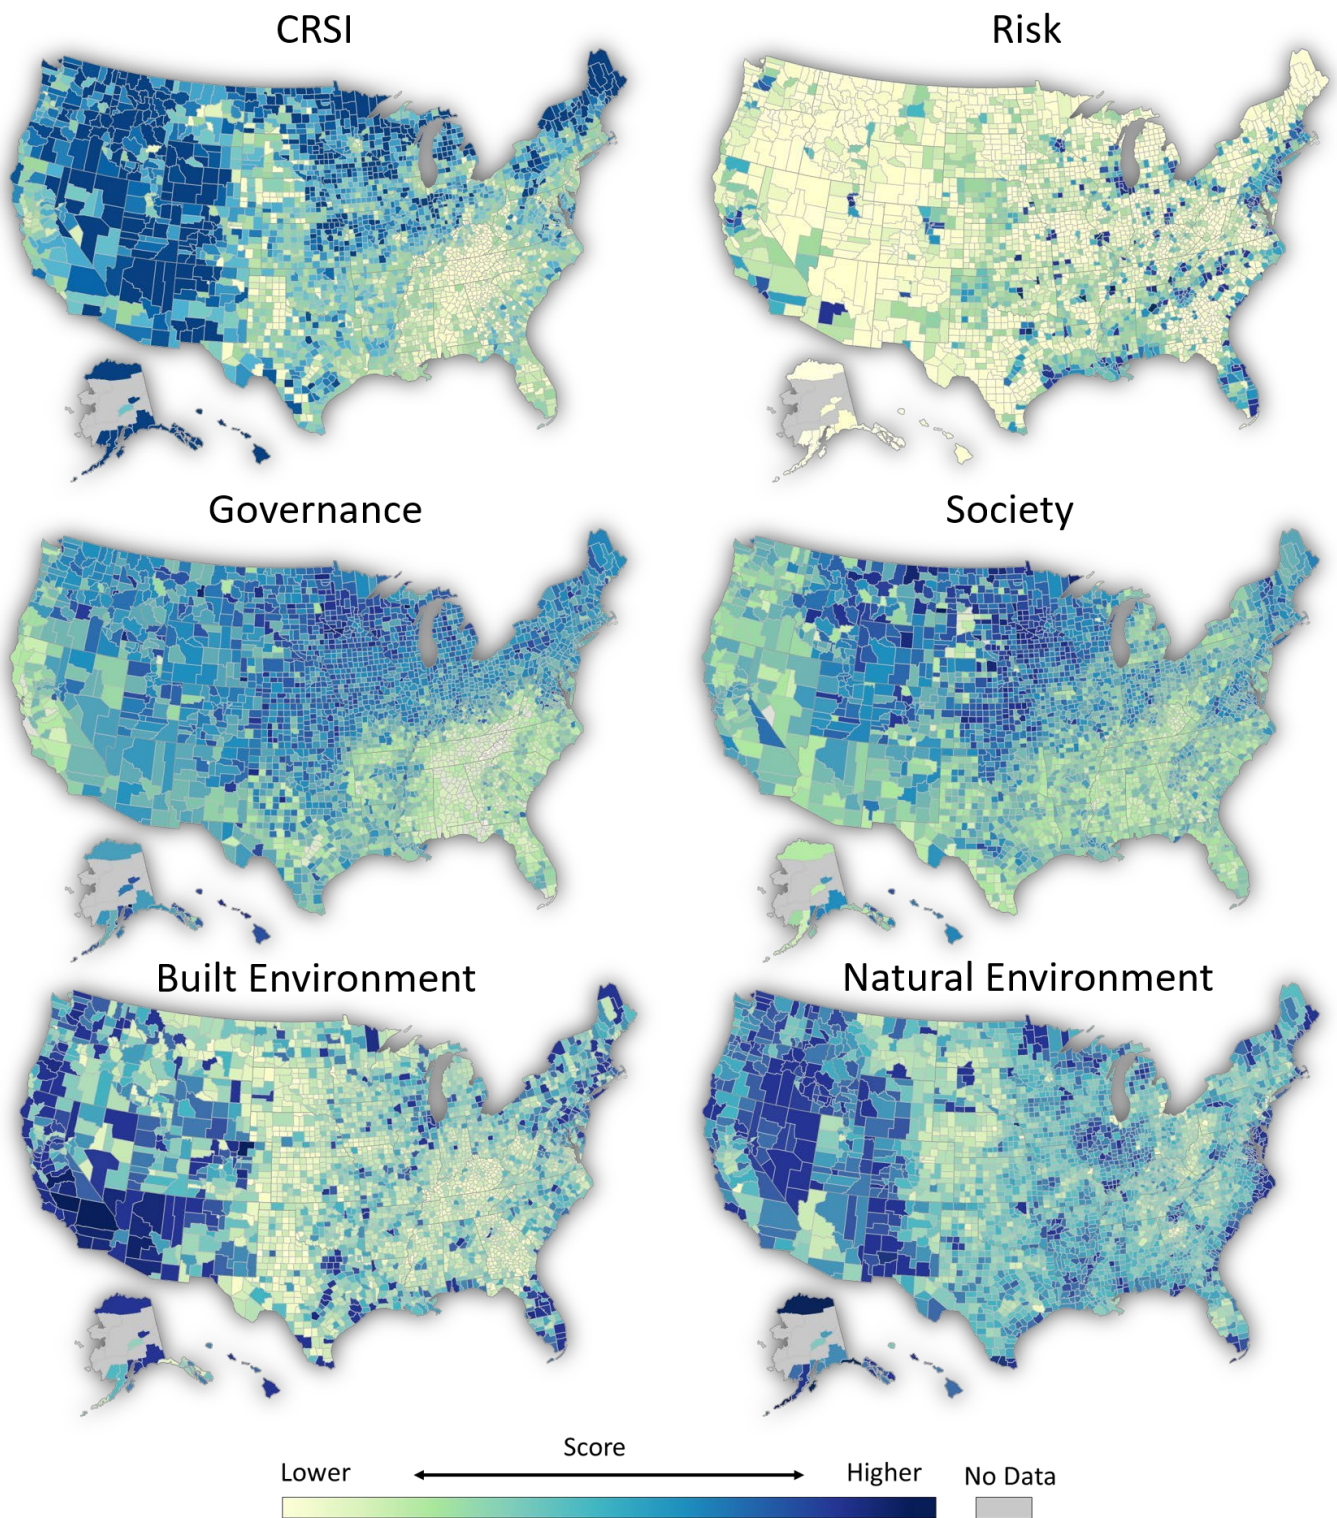 CRSI
Risk
Governance
Society
Built Environment
Natural Environment
Score
Lower
Higher
No Data